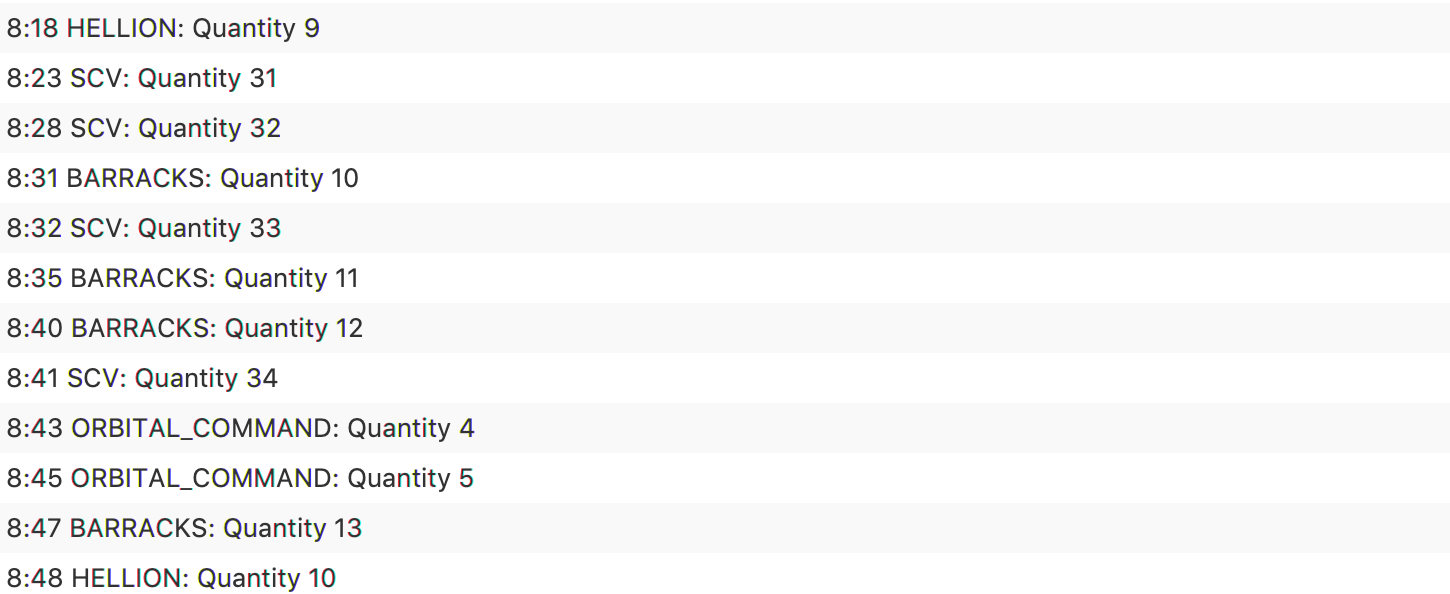 8:18 HELLION: Quantity 9
8:23 SCV: Quantity 31
8:28 SCV: Quantity 32
8:31 BARRACKS: Quantity 10
8:32 SCV: Quantity 33
8:35 BARRACKS: Quantity 11
8:40 BARRACKS: Quantity 12
8:41 SCV: Quantity 34
8:43 ORBITAL_COMMAND: Quantity 4
8:45 ORBITAL_COMMAND: Quantity 5
8:47 BARRACKS: Quantity 13
8:48 HELLION: Quantity 10